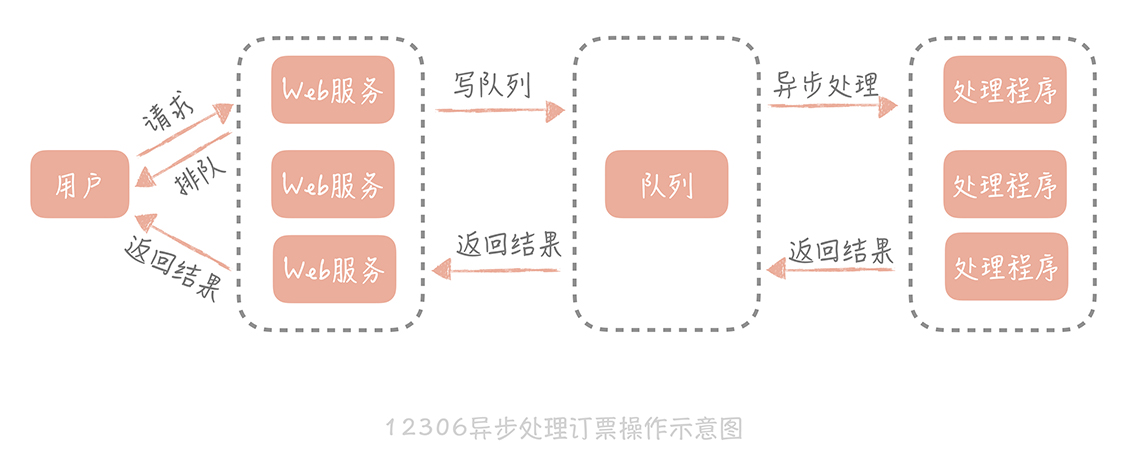 用户
请求
排队
返回结果
Web服务
Web服务
Web服务
写队列
返回结果
队列
异步处理
返回结果
处理程序
处理程序
处理程序
12306异步处理订票操作示意图